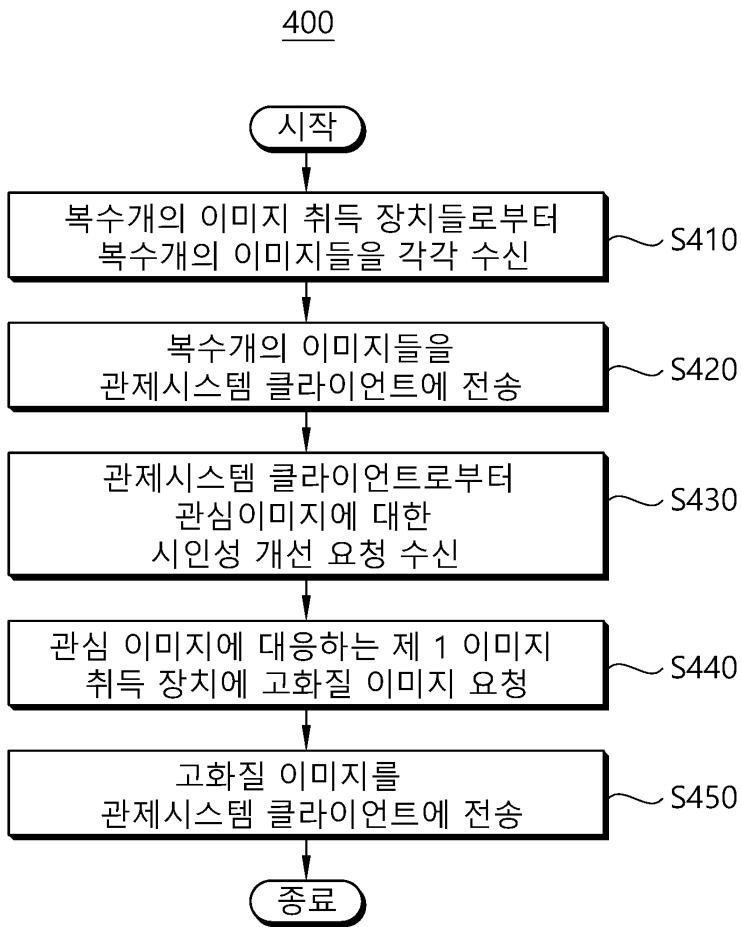 400
시작
복수개의 이미지 취득 장치들로부터
복수개의 이미지들을 각각 수신
S410
복수개의 이미지들을
관제시스템 클라이언트에 전송
S420
관제시스템 클라이언트로부터
관심이미지에 대한
시인성 개선 요청 수신
S430
관심 이미지에 대응하는 제 1 이미지
취득 장치에 고화질 이미지 요청
S440
고화질 이미지를
관제시스템 클라이언트에 전송
S450
종료